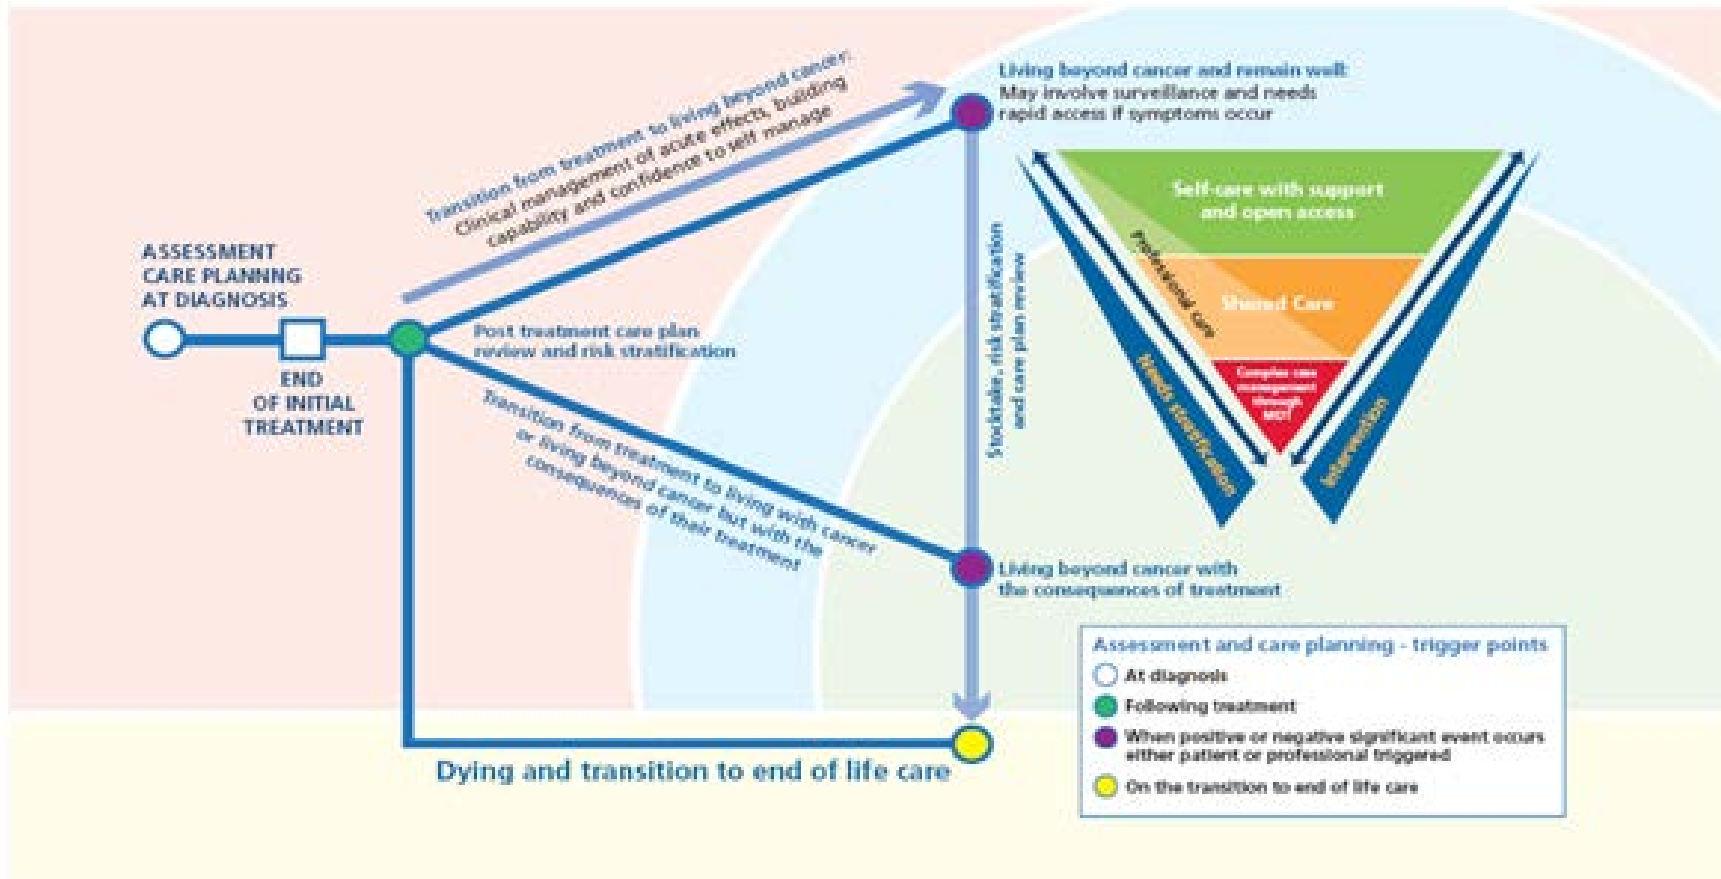 Transition from treatment to living beyond cancer:
Clinical management of acute effects, building
capability and confidence to self manage
Living beyond cancer and remain well:
May involve surveillance and needs
rapid access if symptoms occur
ASSESSMENT
CARE PLANNNG
AT DIAGNOSIS
END
OF INITIAL
TREATMENT
Post treatment care plan
review and risk stratification
Transition from treatment to living with cancer
or living beyond cancer but with the
consequences of their treatment
Stocktake, risk stratification
and care plan review
Self-care with support
and open access
Professional care
Shared Care
Complex care
management
through
MDT
Needs
Intervention
Living beyond cancer with
the consequences of treatment
Dying and transition to end of life care
Assessment and care planning - trigger points
At diagnosis
Following treatment
When positive or negative significant event occurs
either patient or professional triggered
On the transition to end of life care